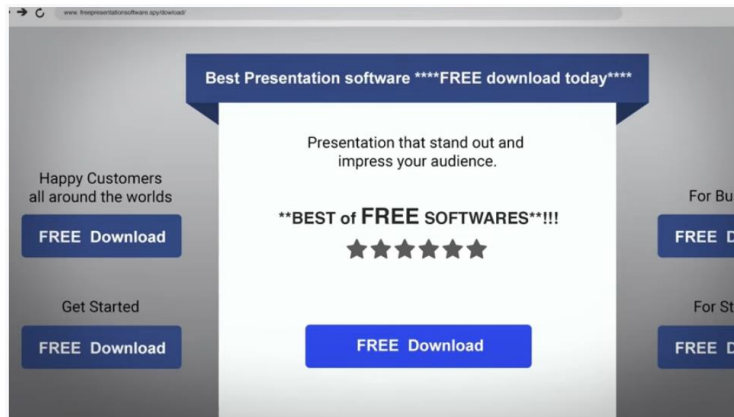 www. freepresentationsoftware.spy/dowload/
Best Presentation software ****FREE download today****
Presentation that stand out and
impress your audience.
**BEST of FREE SOFTWARES**!!!
FREE Download
Happy Customers
all around the worlds
FREE Download
Get Started
FREE Download
For Bu
FREE D
For St
FREE D